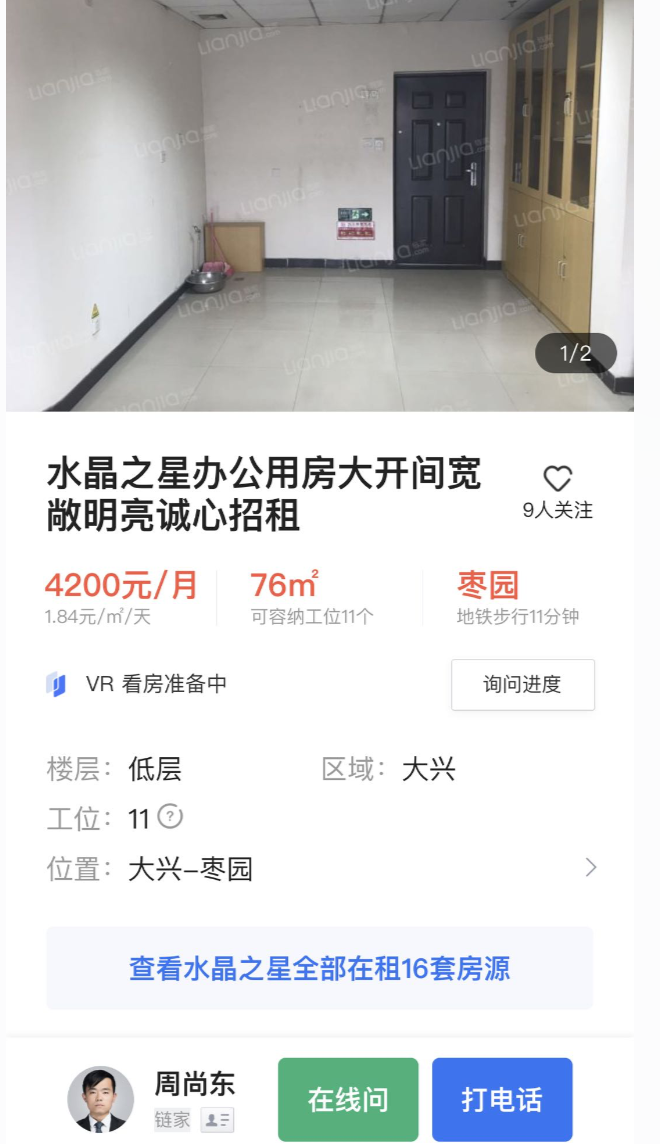 Lianjia
1/2
水晶之星办公用房大开间宽
敞明亮诚心招租
9人关注
4200元/月
76㎡
枣园
1.84元/㎡/天
可容纳工位11个
地铁步行11分钟
VR 看房准备中
询问进度
楼层：低层
区域：大兴
工位：11 ?
位置：大兴–枣园
查看水晶之星全部在租16套房源
周尚东
链家
在线问
打电话